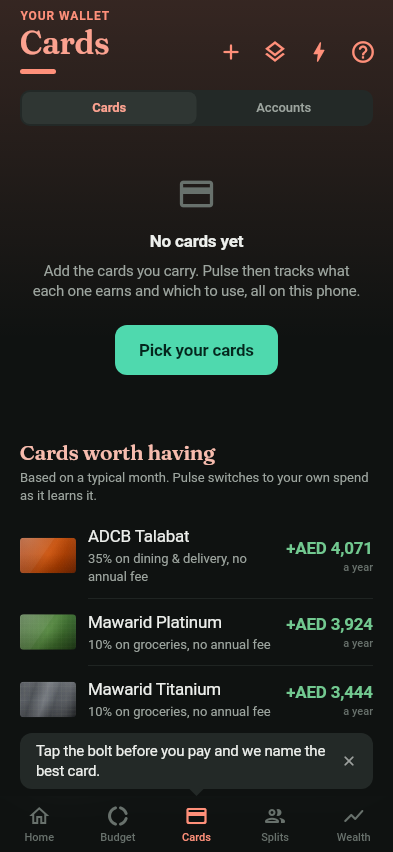 YOUR WALLET
Cards
Cards
Accounts
No cards yet
Add the cards you carry. Pulse then tracks what
each one earns and which to use, all on this phone.
Pick your cards
Cards worth having
Based on a typical month. Pulse switches to your own spend
as it learns it.
ADCB Talabat
35% on dining & delivery, no
annual fee
+AED 4,071
a year
Mawarid Platinum
10% on groceries, no annual fee
+AED 3,924
a year
Mawarid Titanium
10% on groceries, no annual fee
+AED 3,444
a year
Tap the bolt before you pay and we name the
best card.
Home
Budget
Cards
Splits
Wealth